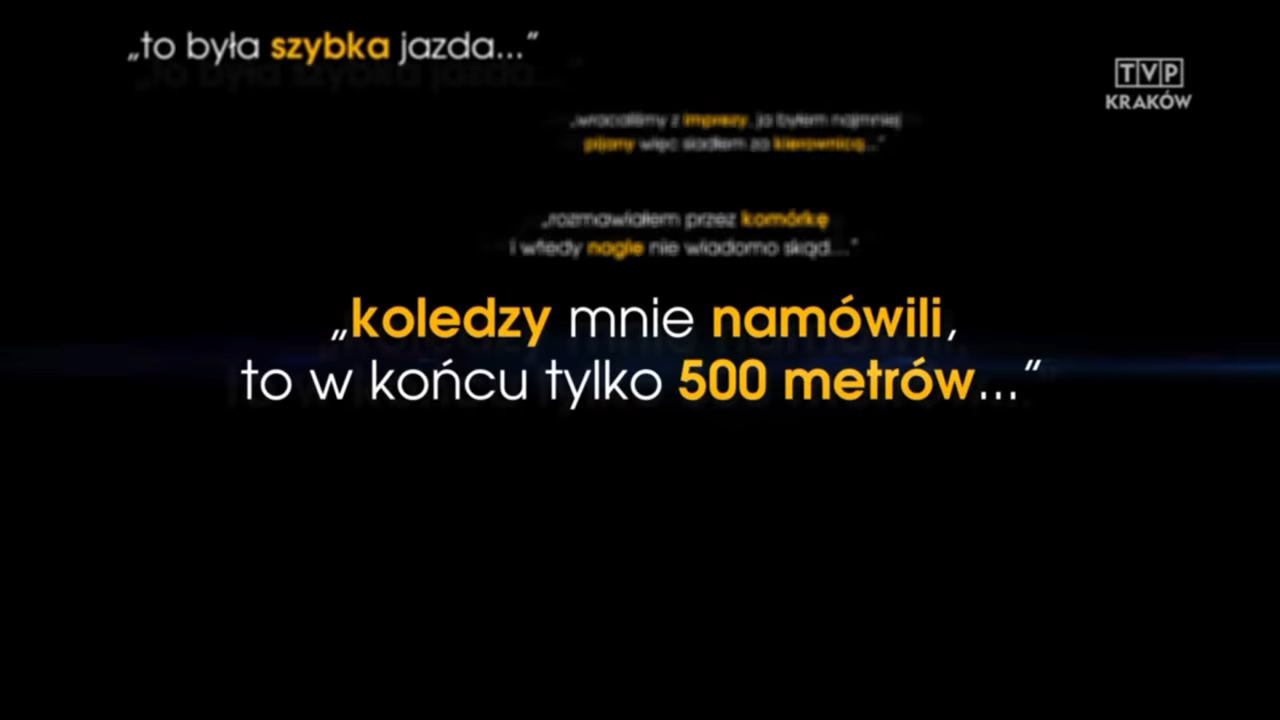 „to była szybka jazda..."
TVP
KRAKÓW
„wracaliśmy z imprezy, ja byłem najmniej
pijany więc siadłem za kierownicą..."
„rozmawiałem przez komórkę
i wtedy nagle nie wiadomo skąd...."
„koledzy mnie namówili,
to w końcu tylko 500 metrów..."